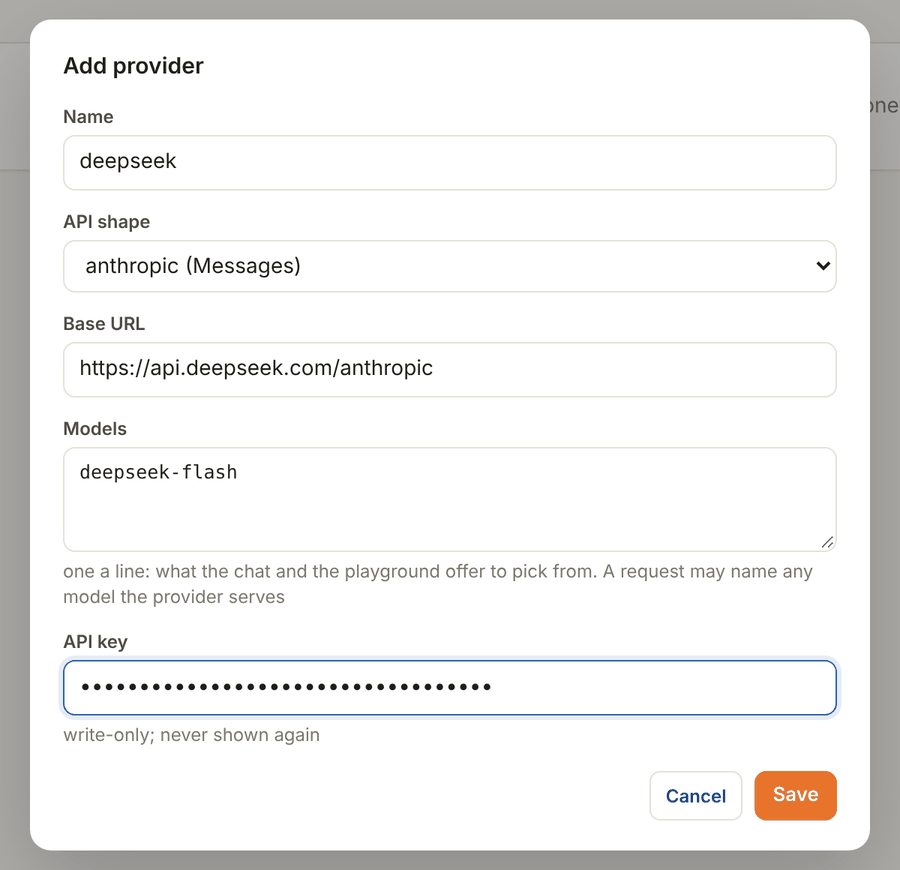 Add provider
Name
deepseek
API shape
anthropic (Messages)
Base URL
https://api.deepseek.com/anthropic
Models
deepseek-flash
one a line: what the chat and the playground offer to pick from. A request may name any
model the provider serves
API key
•••••••••••••••••••••••••••••••••••
write-only; never shown again
Cancel
Save